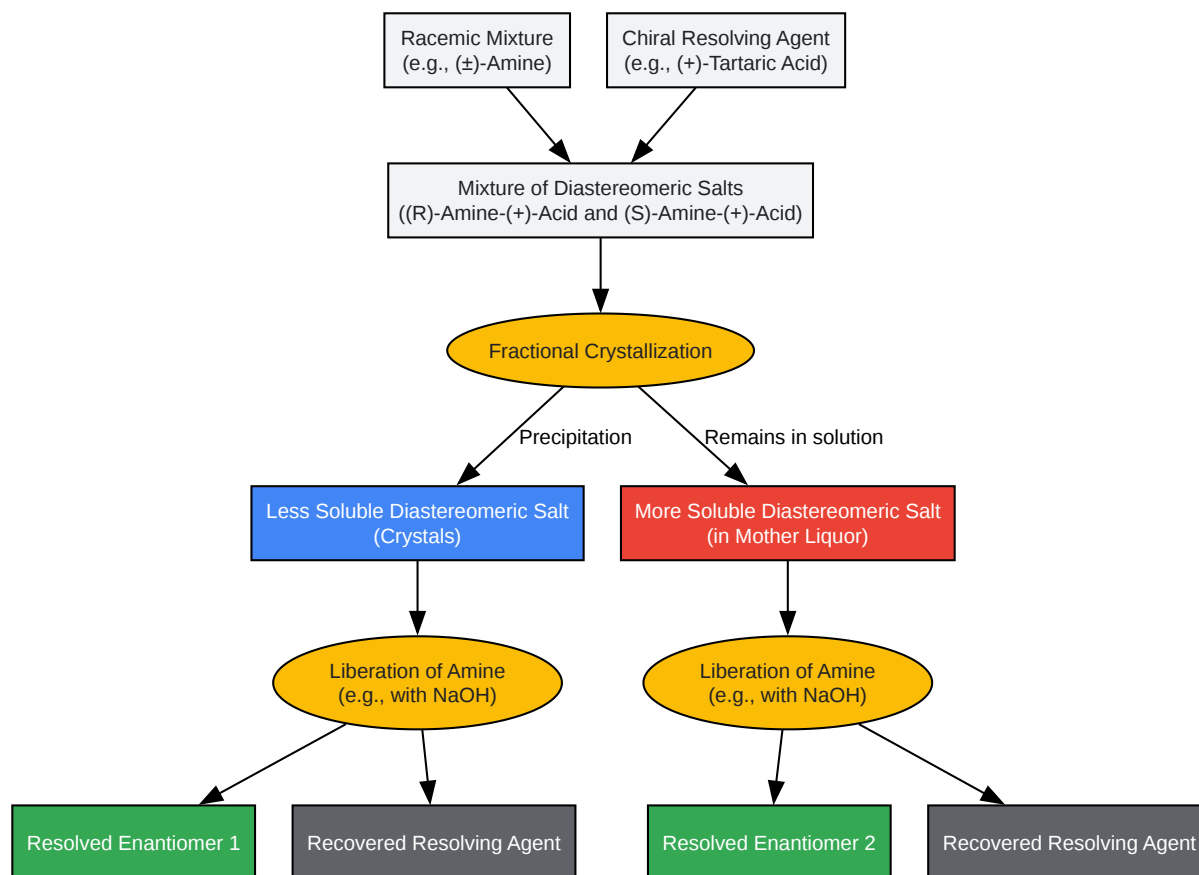 Racemic Mixture
(e.g., (±)-Amine)
Chiral Resolving Agent
(e.g., (+)-Tartaric Acid)
Mixture of Diastereomeric Salts
((R)-Amine-(+)-Acid and (S)-Amine-(+)-Acid)
Fractional Crystallization
Precipitation
Remains in solution
Less Soluble Diastereomeric Salt
(Crystals)
More Soluble Diastereomeric Salt
(in Mother Liquor)
Liberation of Amine
(e.g., with NaOH)
Liberation of Amine
(e.g., with NaOH)
Resolved Enantiomer 1
Recovered Resolving Agent
Resolved Enantiomer 2
Recovered Resolving Agent